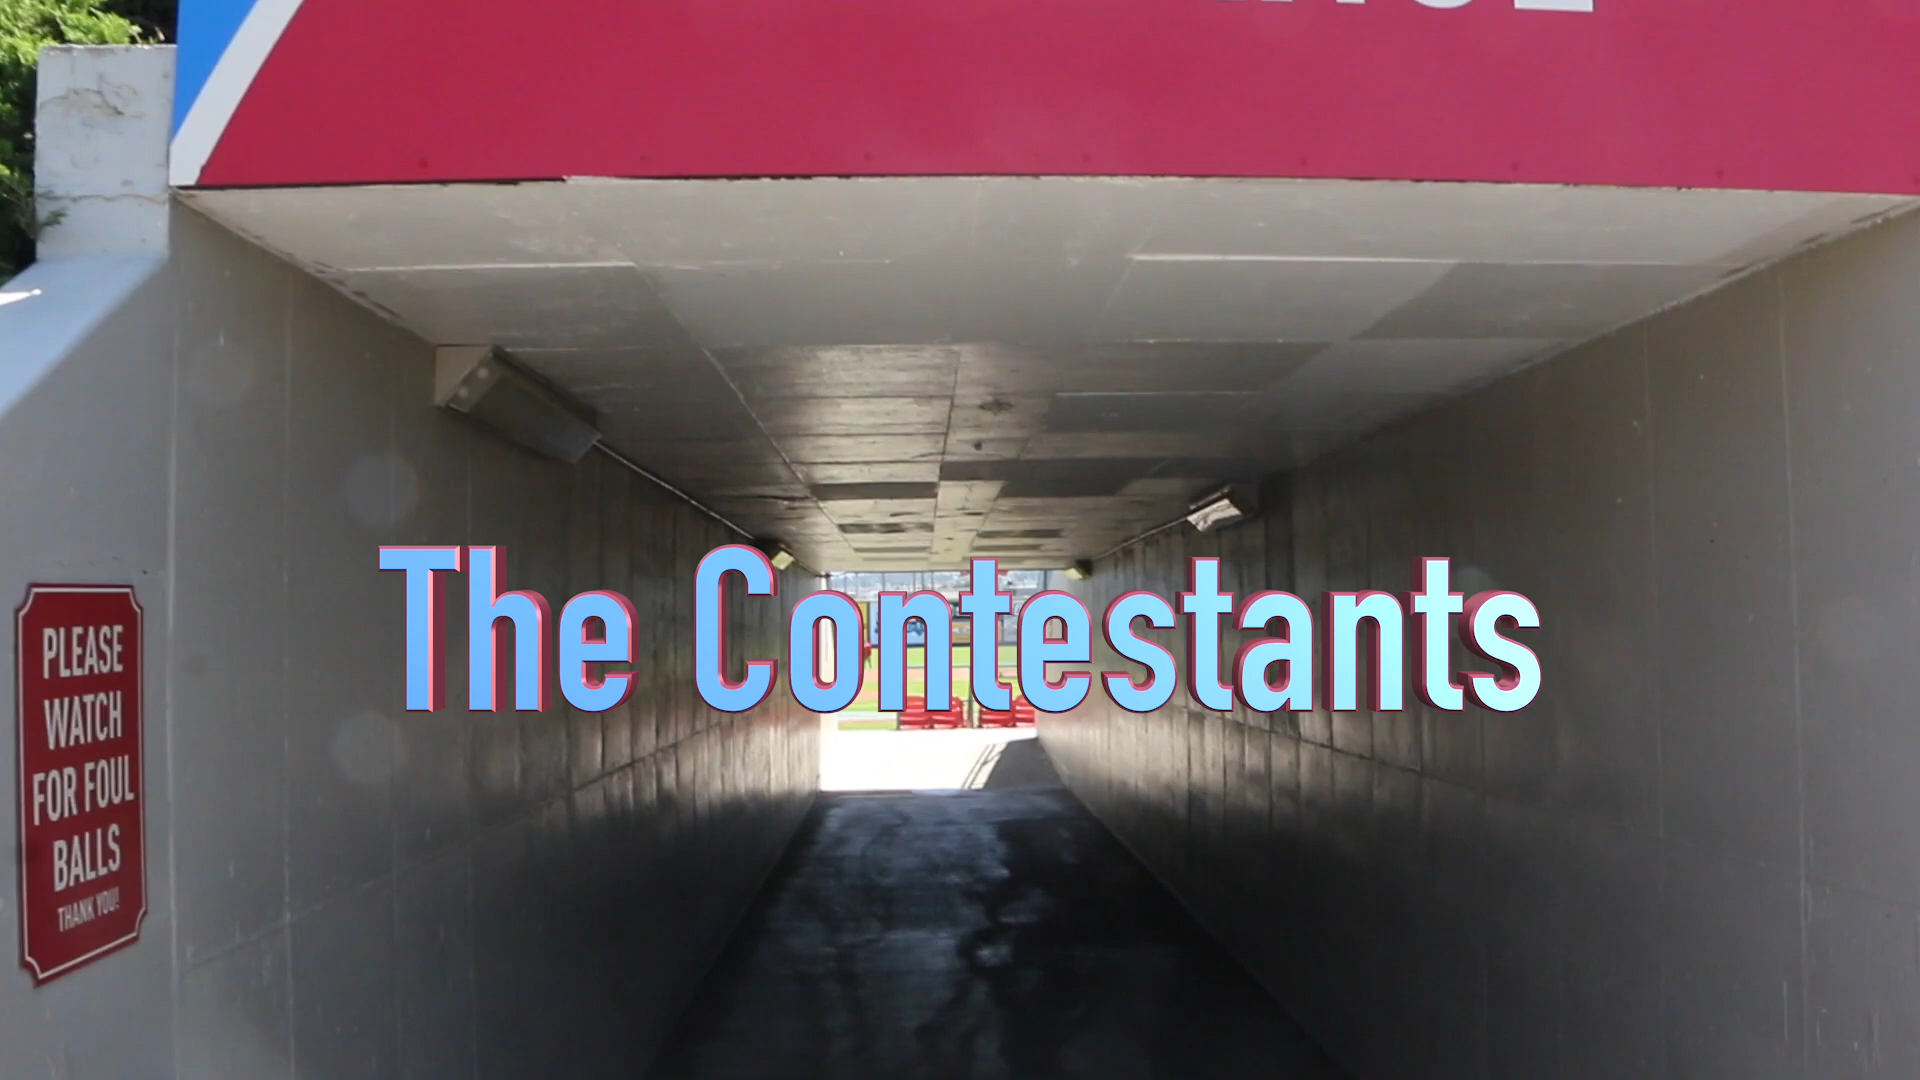 The Contestants
PLEASE
WATCH
FOR FOUL
BALLS
THANK YOU!